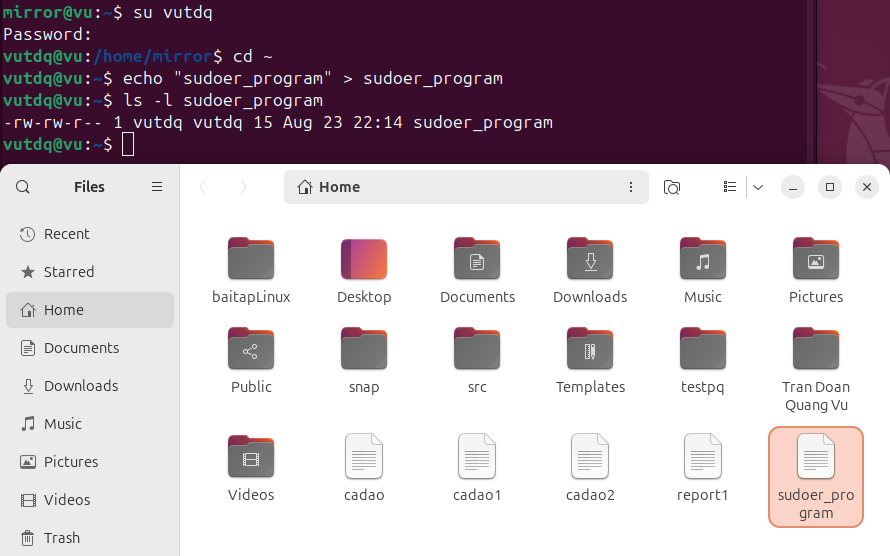 mirror@vu:~$ su vutdq
Password:
vutdq@vu:/home/mirror$ cd ~
vutdq@vu:~$ echo "sudoer_program" > sudoer_program
vutdq@vu:~$ ls -l sudoer_program
-rw-rw-r-- 1 vutdq vutdq 15 Aug 23 22:14 sudoer_program
vutdq@vu:~$
Files
Home
Recent
Starred
Home
Documents
Downloads
Music
Pictures
Videos
Trash
baitapLinux
Desktop
Documents
Downloads
Music
Pictures
Public
snap
src
Templates
testpq
Tran Doan
Quang Vu
Videos
cadao
cadao1
cadao2
report1
sudoer_pro
gram